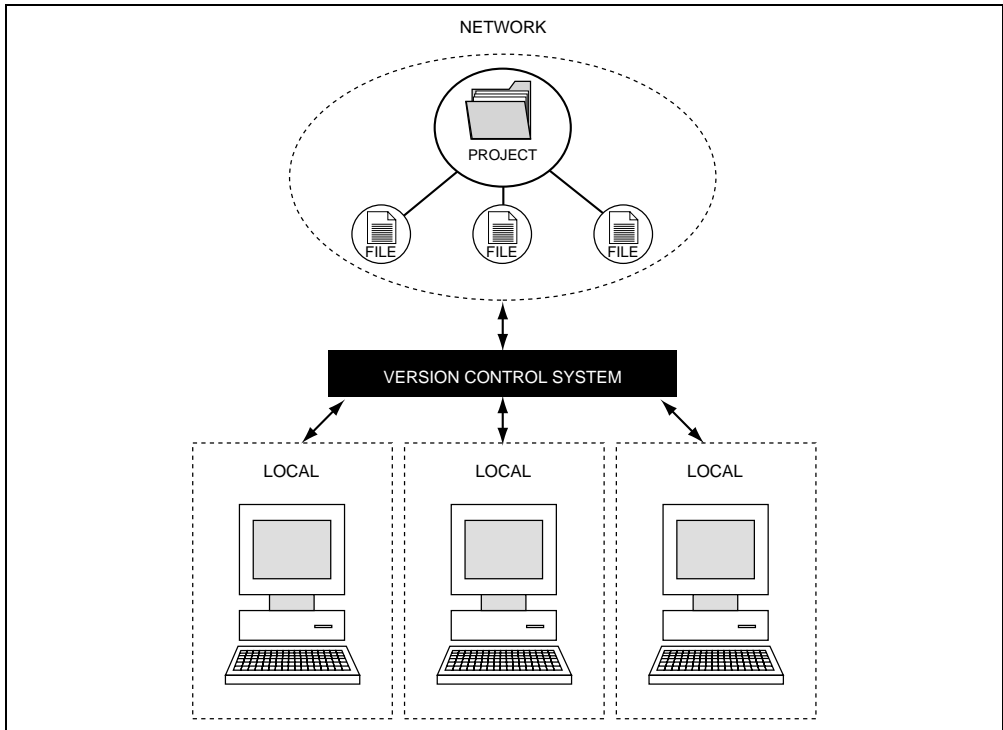 NETWORK
PROJECT
FILE
FILE
FILE
VERSION CONTROL SYSTEM
LOCAL
LOCAL
LOCAL